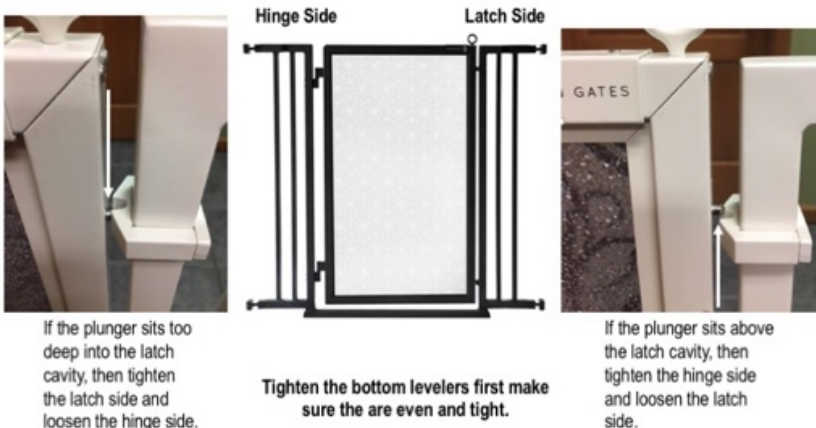 Hinge Side
Latch Side
GATES
If the plunger sits too
deep into the latch
cavity, then tighten
the latch side and
loosen the hinge side.
Tighten the bottom levelers first make
sure the are even and tight.
If the plunger sits above
the latch cavity, then
tighten the hinge side
and loosen the latch
side.